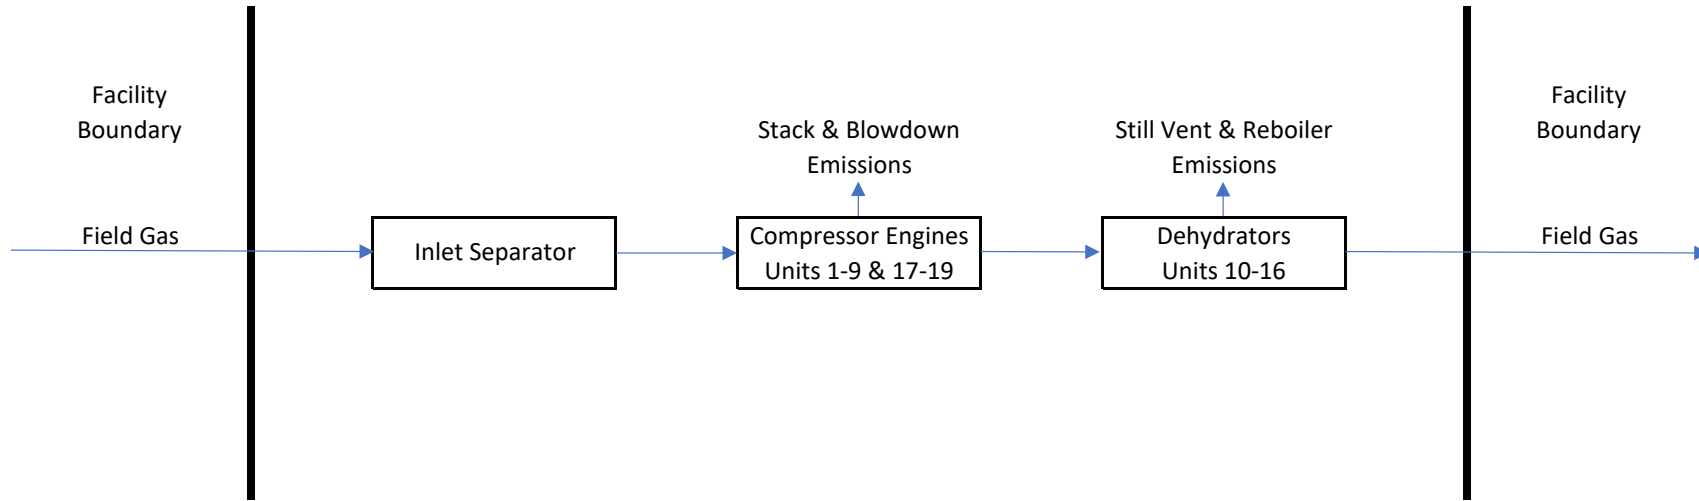 Facility
Boundary
Facility
Boundary
Stack & Blowdown
Emissions
Still Vent & Reboiler
Emissions
Field Gas
Inlet Separator
Compressor Engines
Units 1-9 & 17-19
Dehydrators
Units 10-16
Field Gas